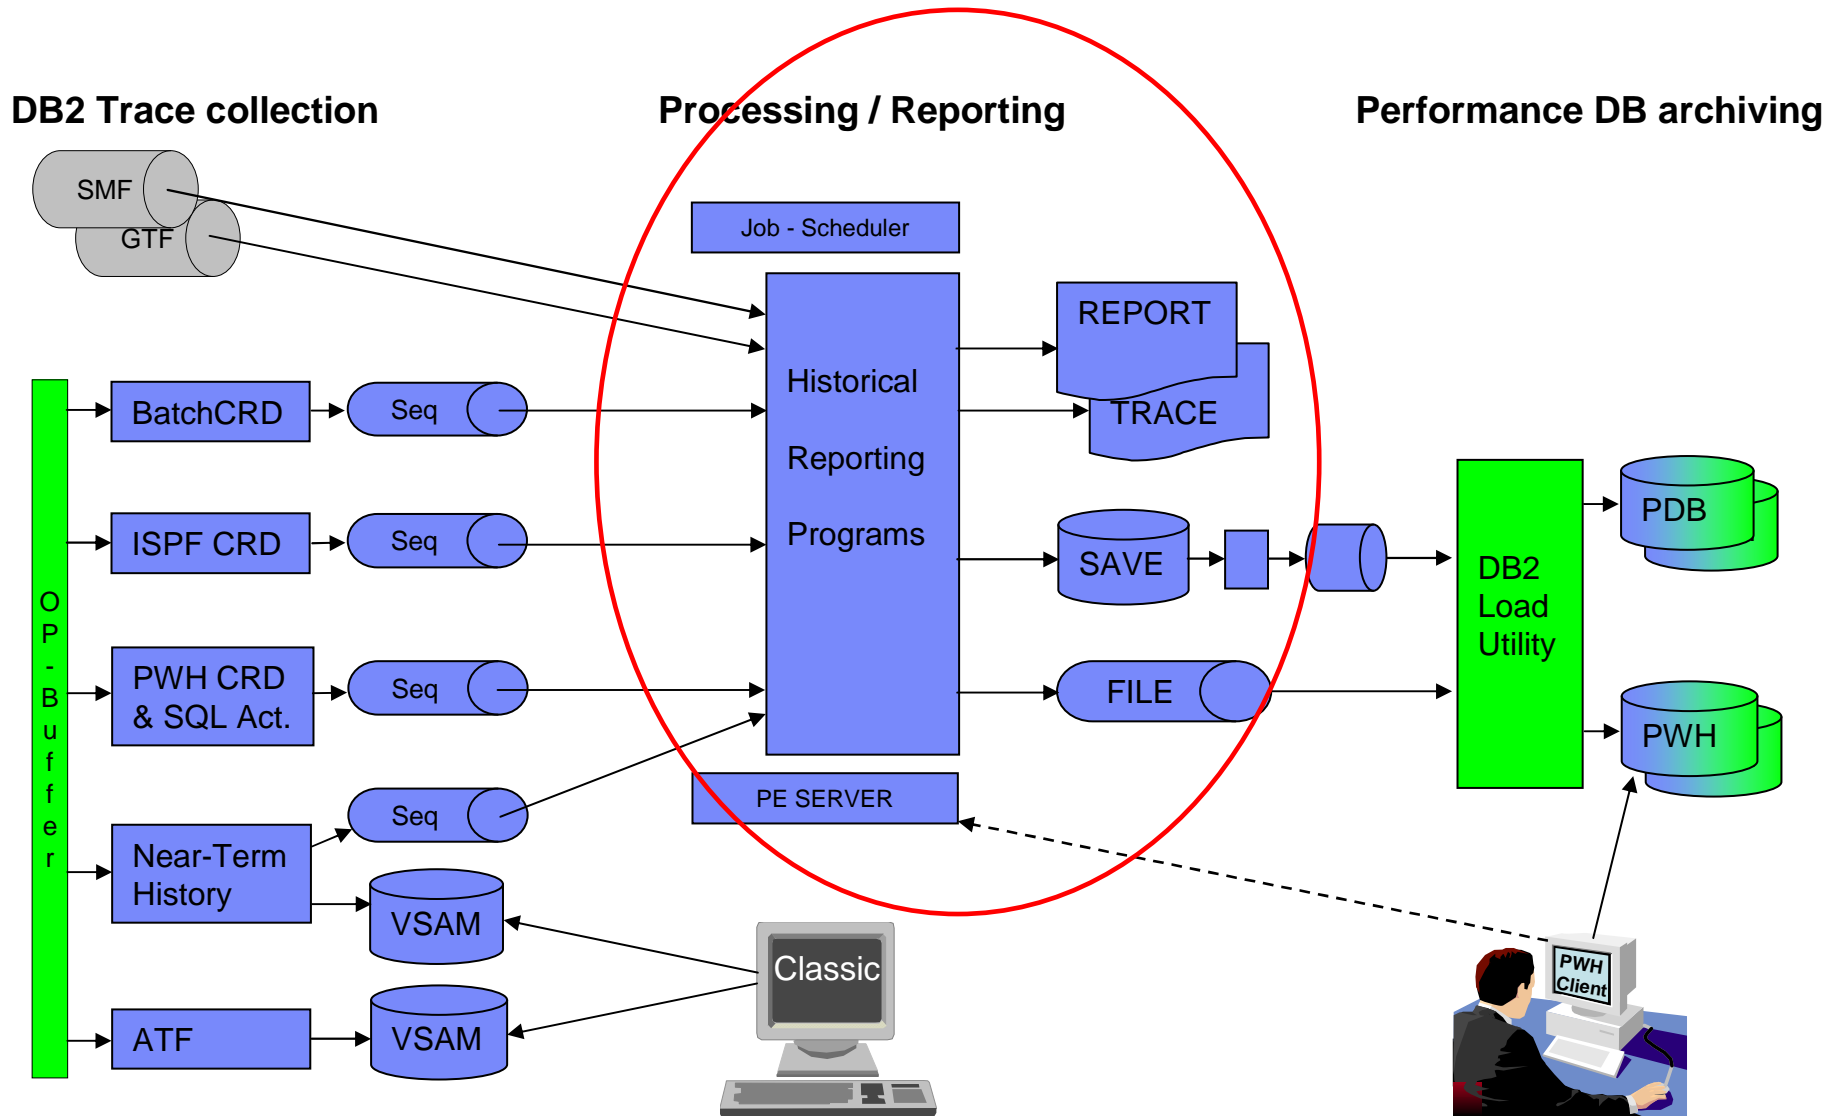 DB2 Trace collection
Processing / Reporting
Performance DB archiving
SMF
GTF
Job - Scheduler
REPORT
TRACE
Historical
Reporting
Programs
OP-Buffer
BatchCRD
Seq
ISPF CRD
Seq
SAVE
PWH CRD
& SQL Act.
Seq
FILE
DB2
Load
Utility
PDB
PWH
PE SERVER
Near-Term
History
Seq
VSAM
Classic
ATF
VSAM
PWH
Client